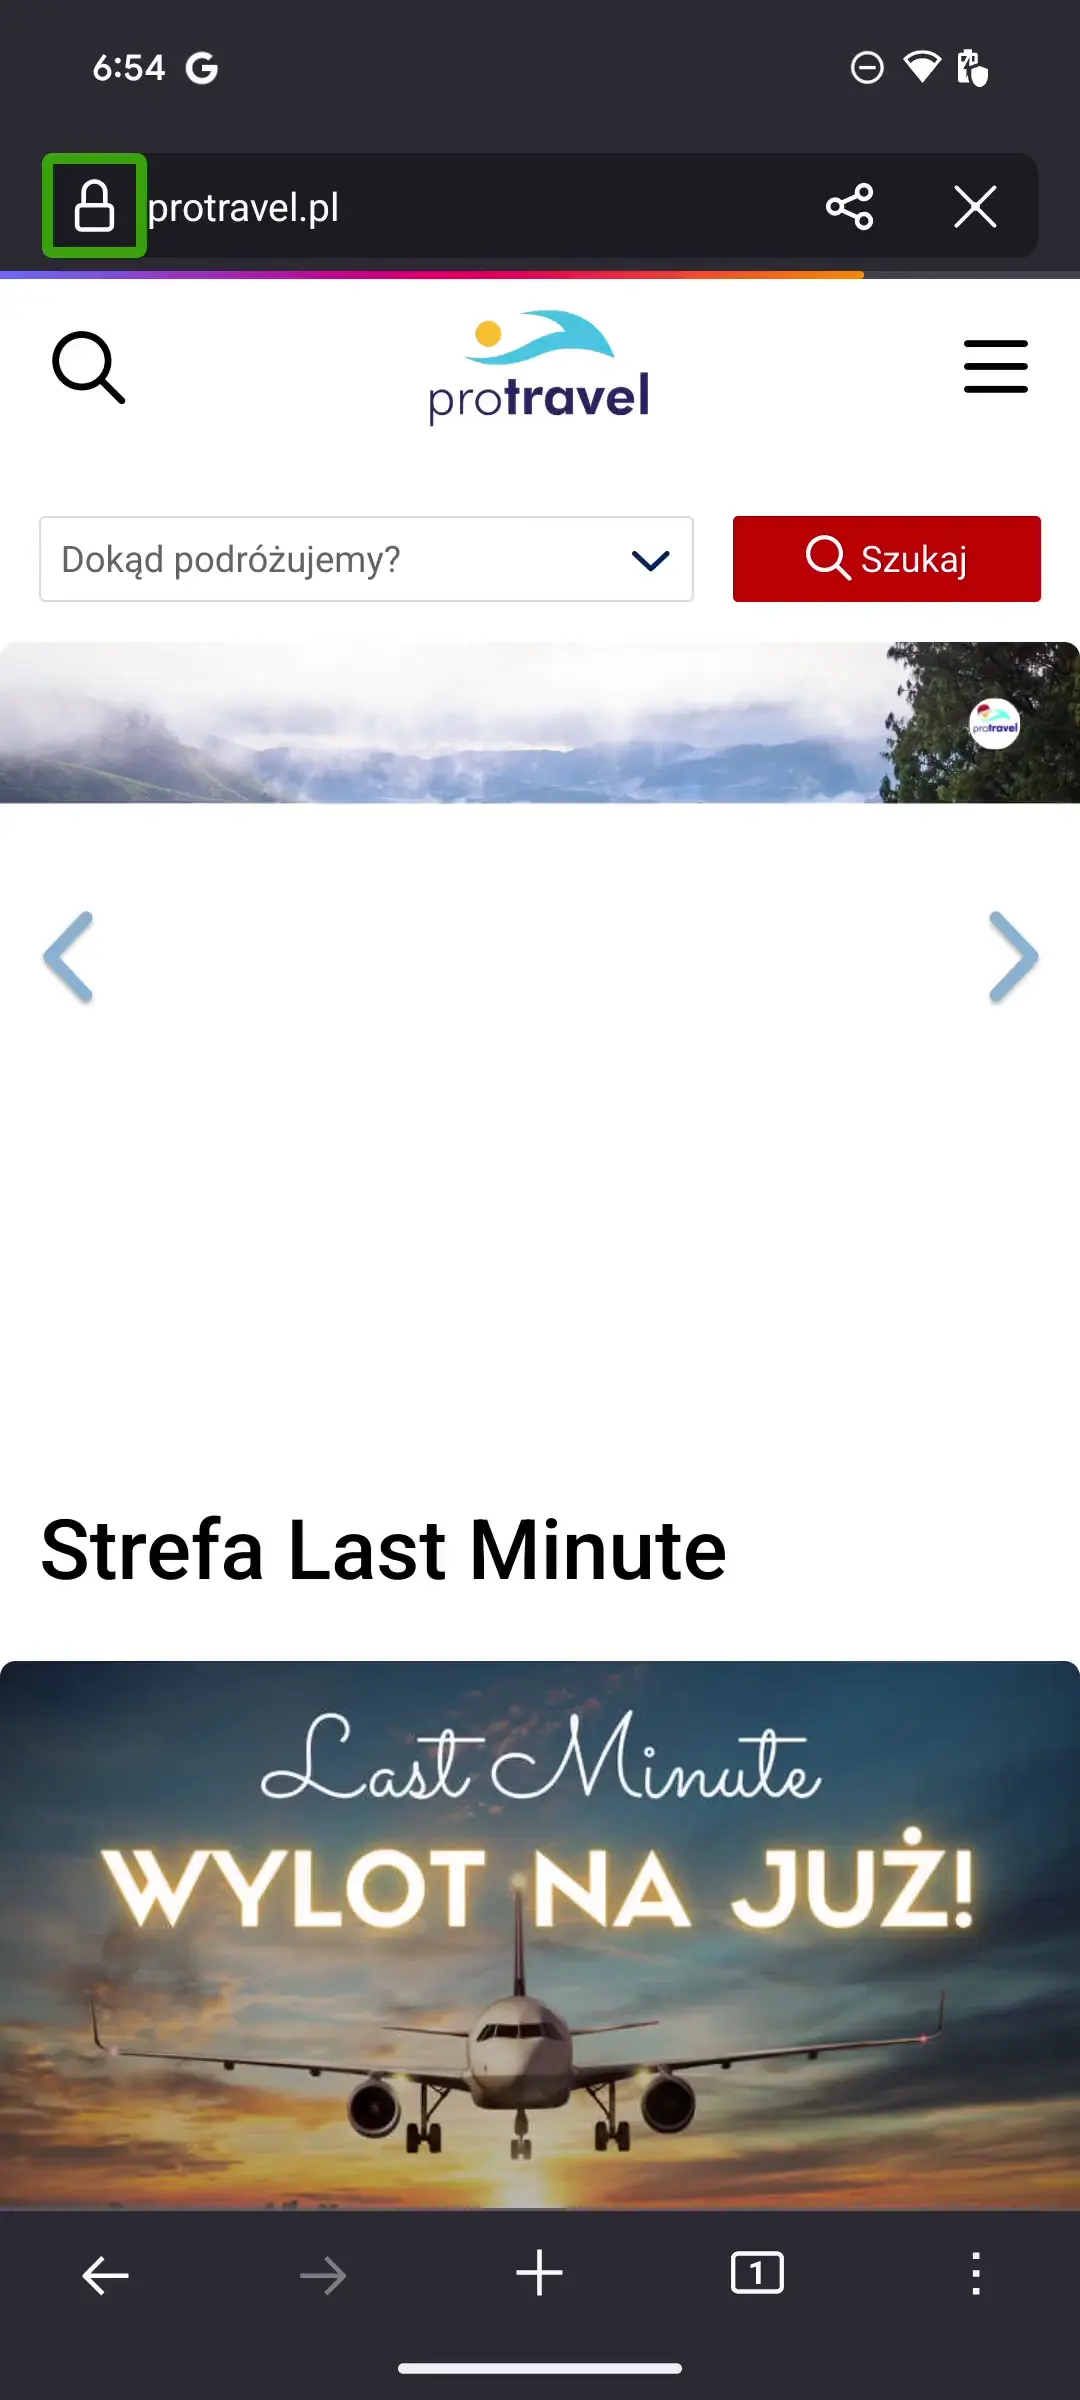 6:54
protravel.pl
protravel
Dokąd podróżujemy?
Szukaj
protravel
Strefa Last Minute
Last Minute
WYLOT NA JUŻ!
1